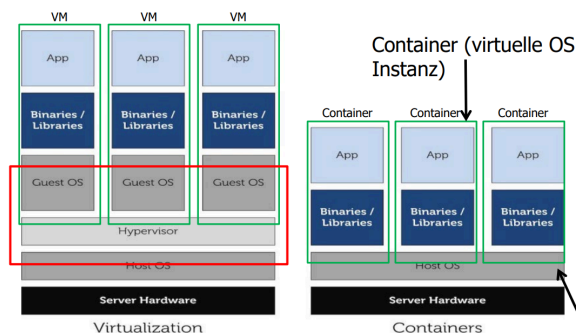 VM VM VM
App App App
Binaries / Binaries / Binaries /
Libraries Libraries Libraries
Guest OS Guest OS Guest OS
Hypervisor
Host OS
Server Hardware
Virtualization
Container (virtuelle OS
Instanz)
Container Container Container
App App App
Binaries / Binaries / Binaries /
Libraries Libraries Libraries
Host OS
Server Hardware
Containers